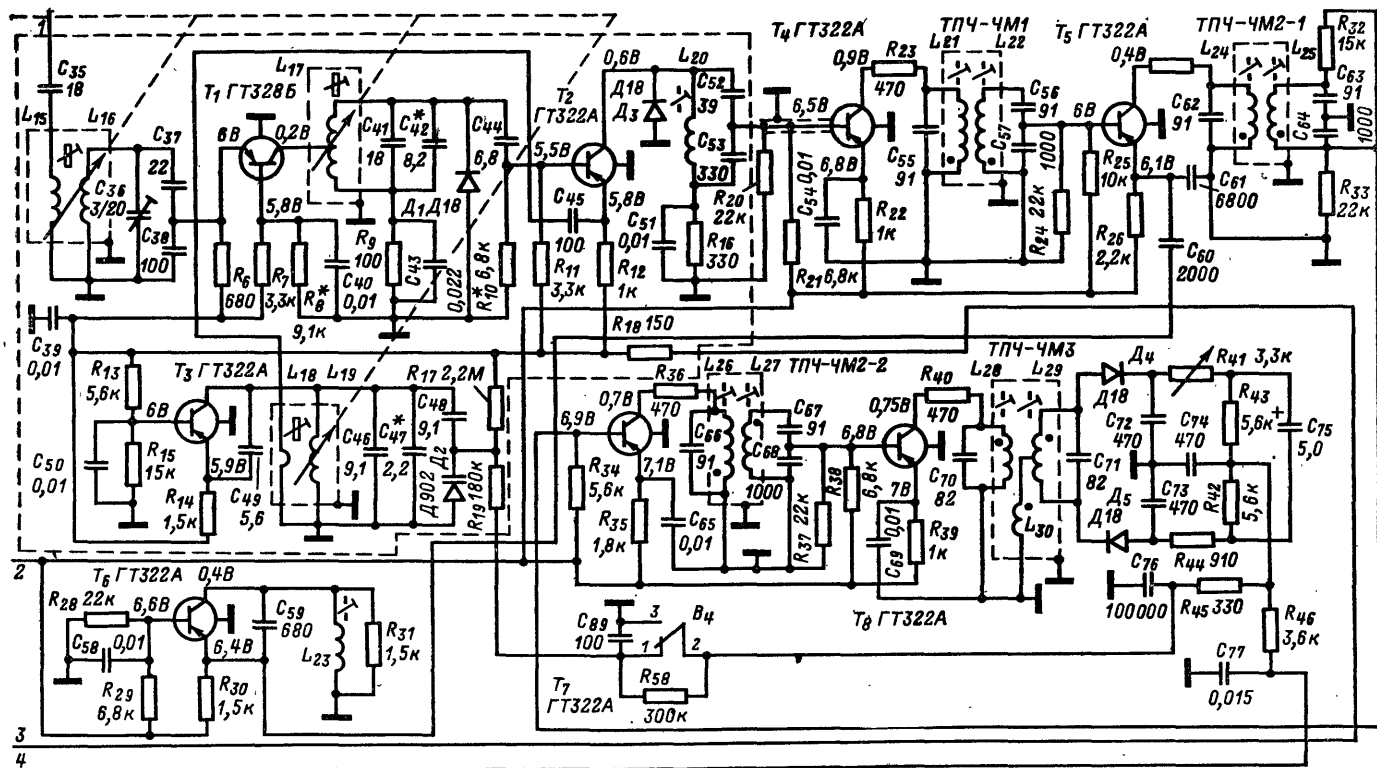 1
C35
18
L15
L16
C36
3/20
C37
22
C38
100
T1 ГТ328Б
6В
0,2В
5,8В
R6
680
R7
3,3к
R8*
9,1к
C40
0,01
L17
C41
18
C42*
8,2
Д1 Д18
R9
100
C43
0,022
C44
6,8
R10* 6,8к
T2
ГТ322А
0,6В
5,5В
5,8В
C45
100
R11
3,3к
R12
1к
Д18
Д3
L20
C52
39
C53
330
C51
0,01
R16
330
R20
22к
R21 6,8к
T4 ГТ322А
0,9В
6,5В
6,8В
C54 0,01
R22
1к
R23
470
C55
91
ТПЧ-ЧМ1
L21
L22
C56
91
C57
1000
R24 22к
T5 ГТ322А
0,4В
6В
6,1В
R25
10к
R26
2,2к
C60
2000
C61
6800
C62
91
ТПЧ-ЧМ2-1
L24
L25
R32
15к
C63
91
C64
1000
R33
22к
C39
0,01
R18 150
R13
5,6к
T3 ГТ322А
6В
5,9В
R15
15к
C50
0,01
R14
1,5к
C49
5,6
L18
L19
C46
9,1
C47*
2,2
R17 2,2М
C48
9,1
Д2
Д902
R19 180к
6,9В
0,7В
7,1В
R34
5,6к
R35
1,8к
R36
470
C65
0,01
C66
91
L26
L27
ТПЧ-ЧМ2-2
C67
91
C68
1000
R37 22к
R38
6,8к
6,8В
0,75В
7В
R40
470
C69 0,01
R39
1к
T8 ГТ322А
C70
82
ТПЧ-ЧМ3
L28
L29
L30
C71
82
Д4
Д18
Д5
Д18
C72
470
C73
470
C74
470
R41 3,3к
R43
5,6к
R42
5,6к
+
C75
5,0
R44 910
C76
100000
R45 330
R46
3,6к
C77
0,015
2
T6 ГТ322А
0,4В
6,6В
6,4В
R28
22к
C58
0,01
R29
6,8к
R30
1,5к
C59
680
L23
R31
1,5к
C89
100
3
В4
1
2
T7
ГТ322А
R58
300к
3
4